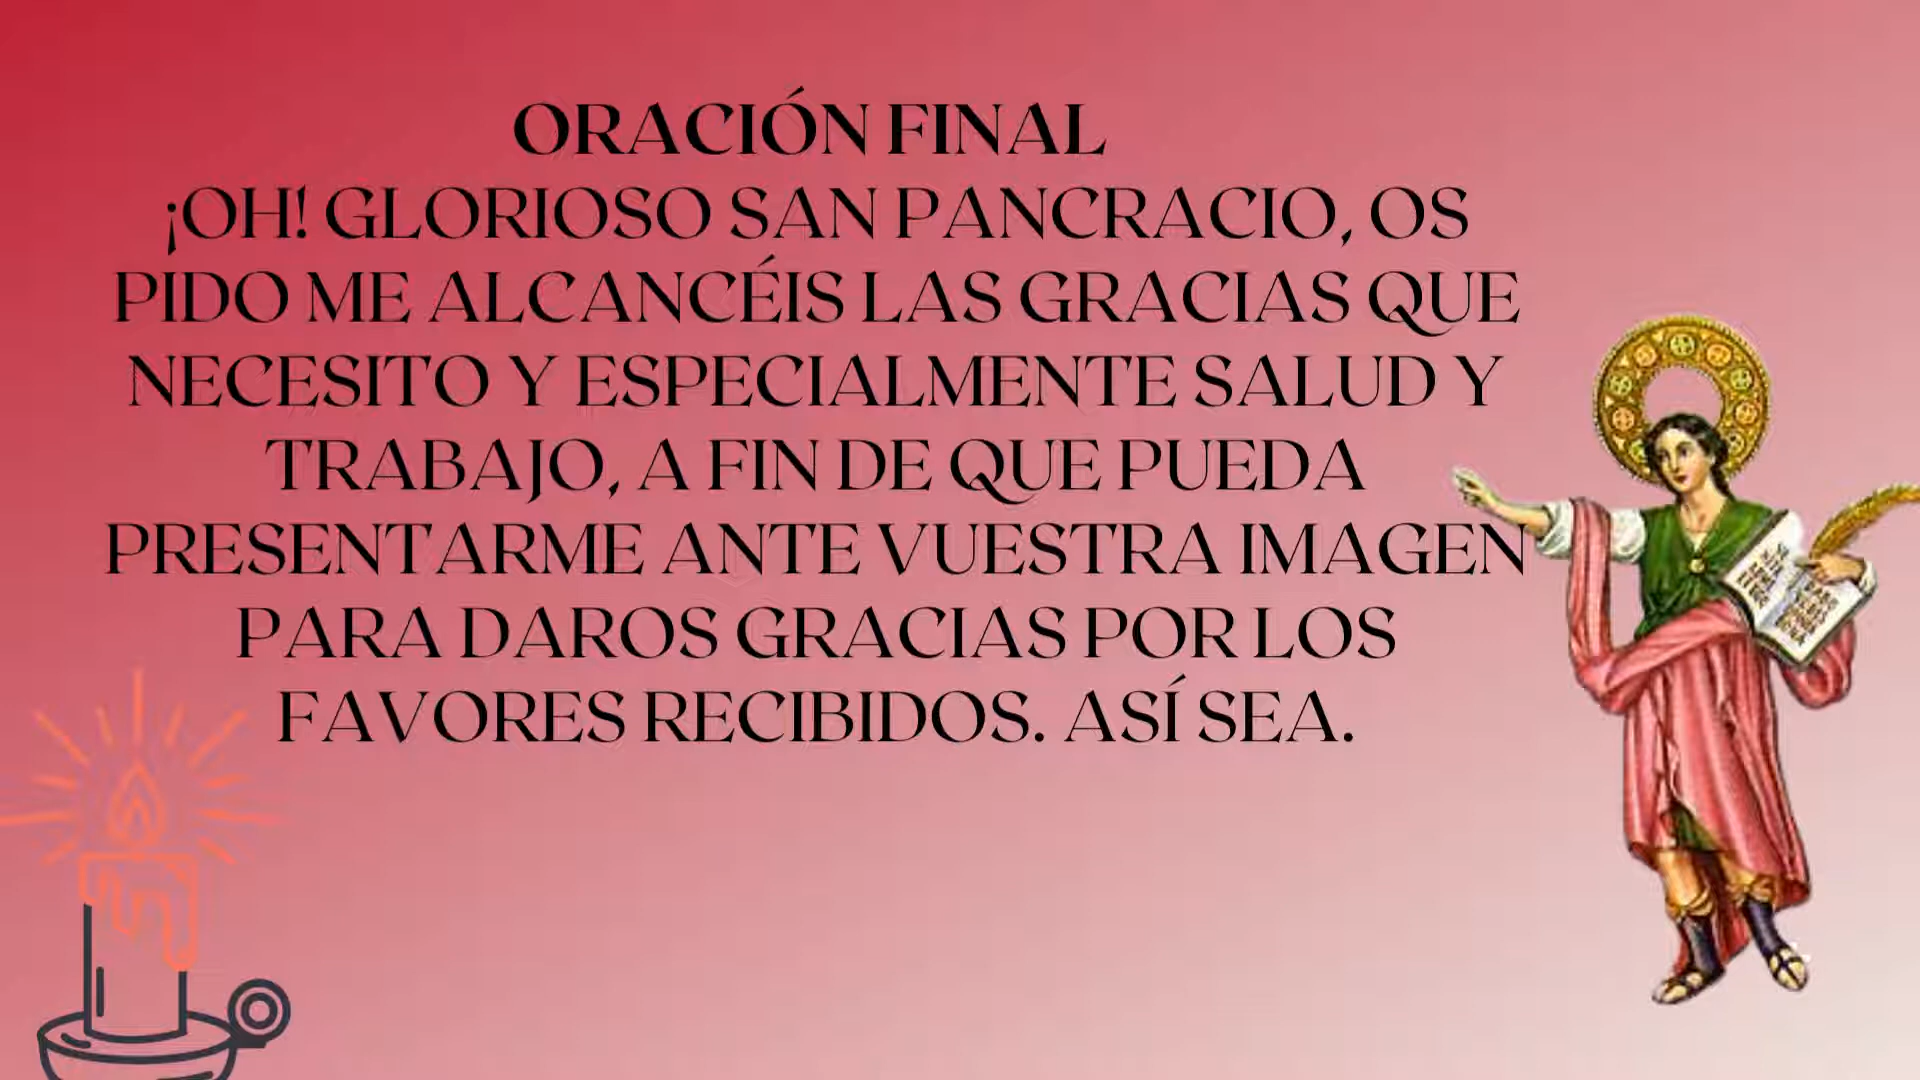 ORACIÓN FINAL
¡OH! GLORIOSO SAN PANCRACIO, OS
PIDO ME ALCANCÉIS LAS GRACIAS QUE
NECESITO Y ESPECIALMENTE SALUD Y
TRABAJO, A FIN DE QUE PUEDA
PRESENTARME ANTE VUESTRA IMAGEN
PARA DAROS GRACIAS POR LOS
FAVORES RECIBIDOS. ASÍ SEA.